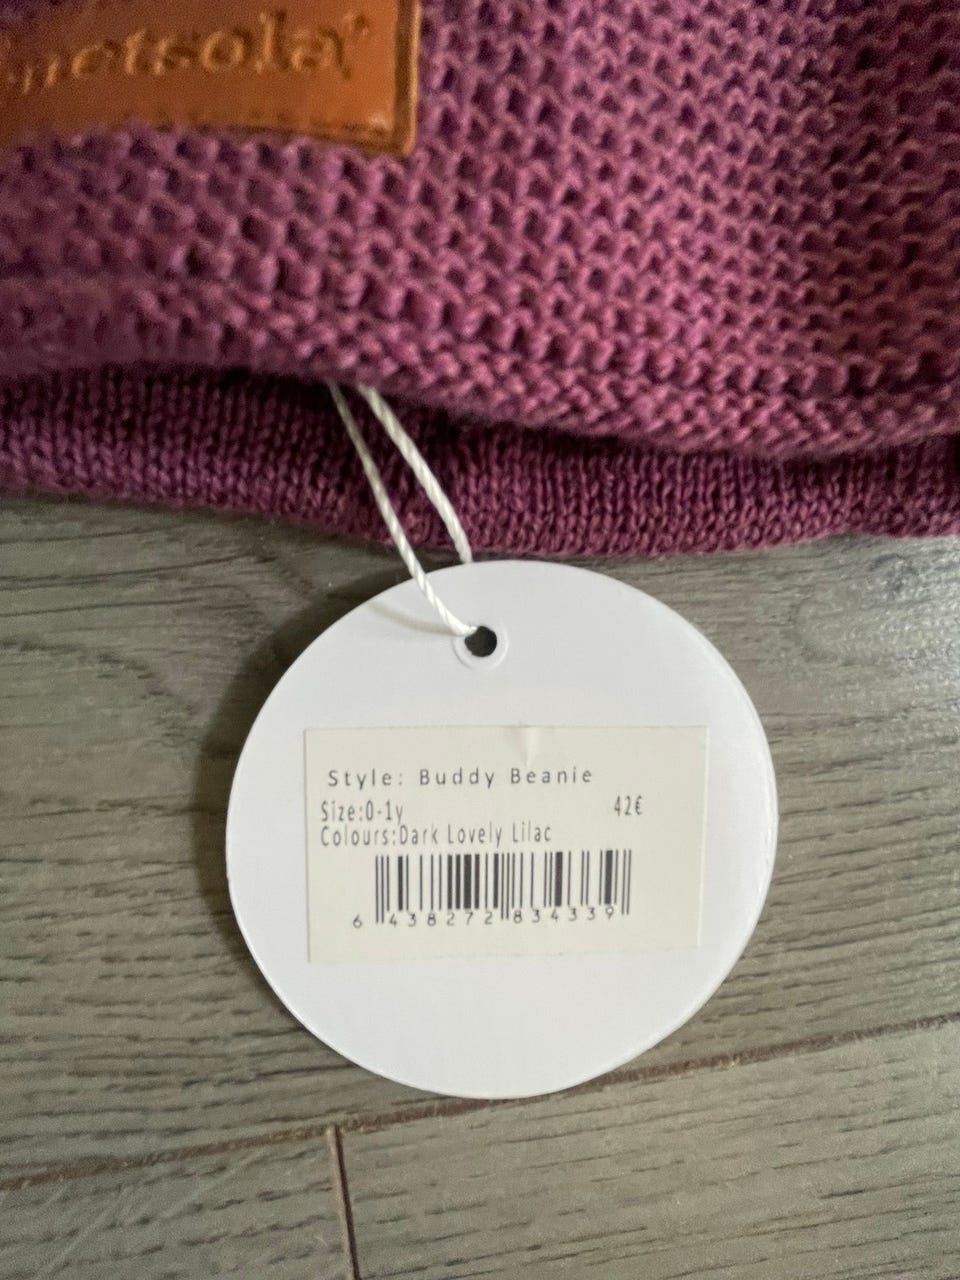 Style: Buddy Beanie
Size:0-1y 42€
Colours:Dark Lovely Lilac
6 438272 834339